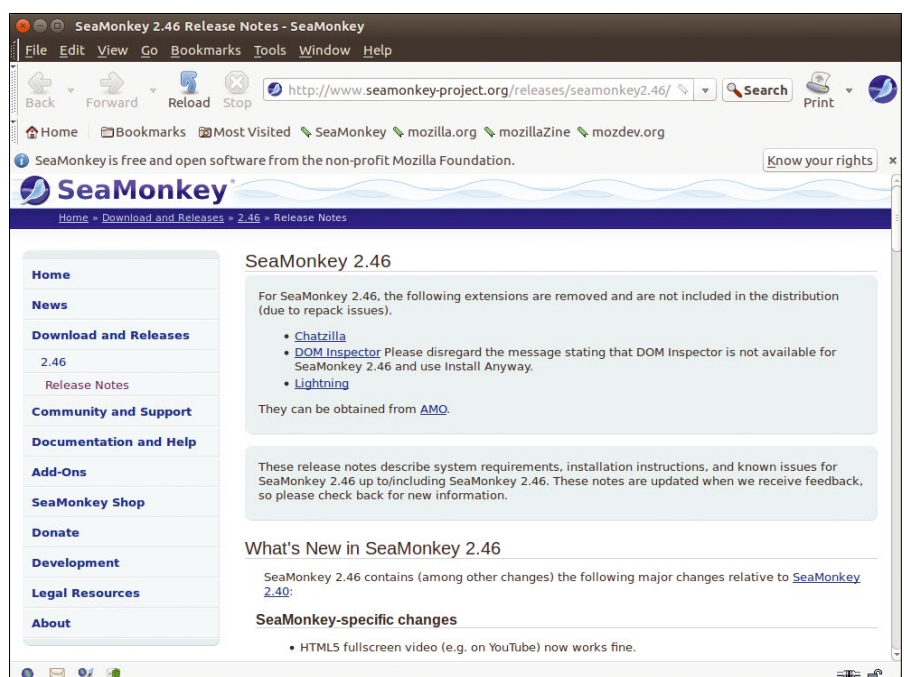 SeaMonkey 2.46 Release Notes - SeaMonkey
File Edit View Go Bookmarks Tools Window Help
Back Forward Reload Stop http://www.seamonkey-project.org/releases/seamonkey2.46/ Search Print
Home Bookmarks Most Visited SeaMonkey mozilla.org mozillaZine mozdev.org
SeaMonkey is free and open software from the non-profit Mozilla Foundation. Know your rights
SeaMonkey
Home » Download and Releases » 2.46 » Release Notes
Home
News
Download and Releases
2.46
Release Notes
Community and Support
Documentation and Help
Add-Ons
SeaMonkey Shop
Donate
Development
Legal Resources
About
SeaMonkey 2.46
For SeaMonkey 2.46, the following extensions are removed and are not included in the distribution
(due to repack issues).
• Chatzilla
• DOM Inspector Please disregard the message stating that DOM Inspector is not available for
SeaMonkey 2.46 and use Install Anyway.
• Lightning
They can be obtained from AMO.
These release notes describe system requirements, installation instructions, and known issues for
SeaMonkey 2.46 up to/including SeaMonkey 2.46. These notes are updated when we receive feedback,
so please check back for new information.
What's New in SeaMonkey 2.46
SeaMonkey 2.46 contains (among other changes) the following major changes relative to SeaMonkey
2.40:
SeaMonkey-specific changes
• HTML5 fullscreen video (e.g. on YouTube) now works fine.